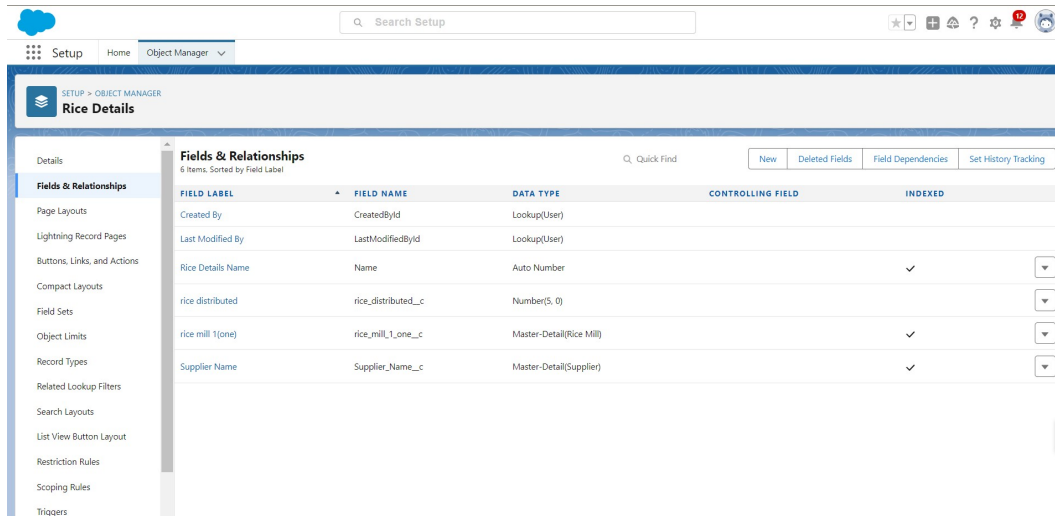 Search Setup
12
Setup Home Object Manager
SETUP > OBJECT MANAGER
Rice Details
Details
Fields & Relationships
Page Layouts
Lightning Record Pages
Buttons, Links, and Actions
Compact Layouts
Field Sets
Object Limits
Record Types
Related Lookup Filters
Search Layouts
List View Button Layout
Restriction Rules
Scoping Rules
Triggers
Fields & Relationships
6 Items. Sorted by Field Label
Quick Find New Deleted Fields Field Dependencies Set History Tracking
FIELD LABEL FIELD NAME DATA TYPE CONTROLLING FIELD INDEXED
Created By CreatedById Lookup(User)
Last Modified By LastModifiedById Lookup(User)
Rice Details Name Name Auto Number
rice distributed rice_distributed__c Number(5, 0)
rice mill 1(one) rice_mill_1_one__c Master-Detail(Rice Mill)
Supplier Name Supplier_Name__c Master-Detail(Supplier)